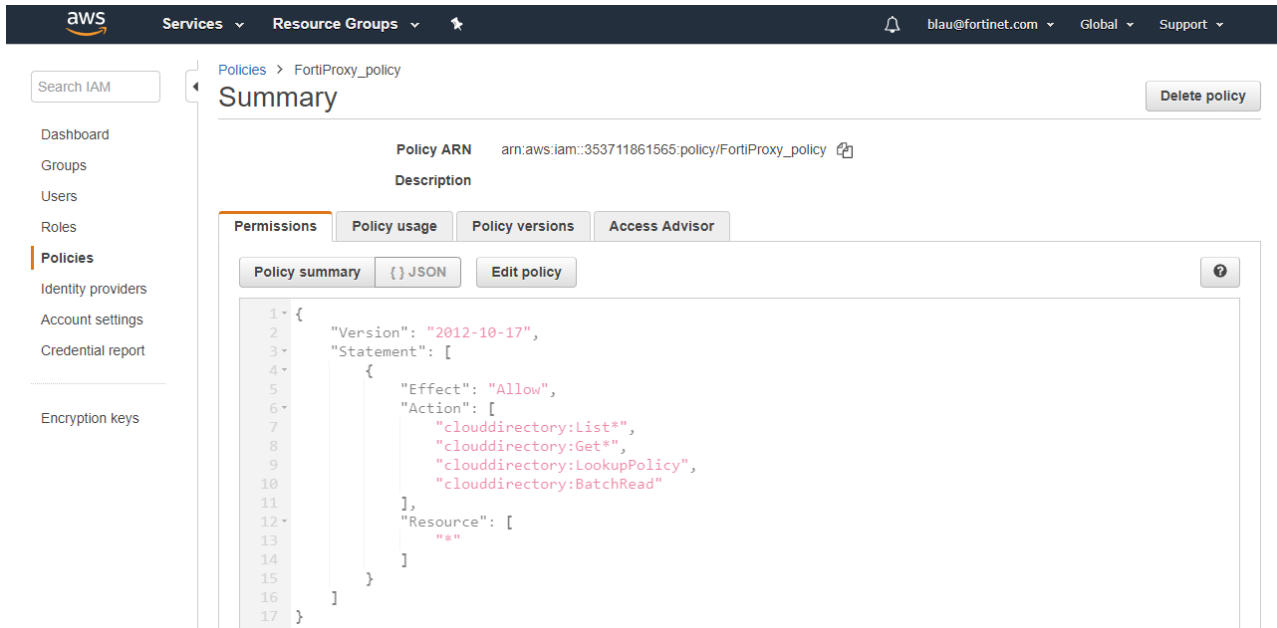 aws Services Resource Groups blau@fortinet.com Global Support
Search IAM
Dashboard
Groups
Users
Roles
Policies
Identity providers
Account settings
Credential report
Encryption keys
Policies > FortiProxy_policy
Summary
Delete policy
Policy ARN arn:aws:iam::353711861565:policy/FortiProxy_policy
Description
Permissions Policy usage Policy versions Access Advisor
Policy summary { } JSON Edit policy ?
1 {
2 "Version": "2012-10-17",
3 "Statement": [
4 {
5 "Effect": "Allow",
6 "Action": [
7 "clouddirectory:List*",
8 "clouddirectory:Get*",
9 "clouddirectory:LookupPolicy",
10 "clouddirectory:BatchRead"
11 ],
12 "Resource": [
13 "*"
14 ]
15 }
16 ]
17 }